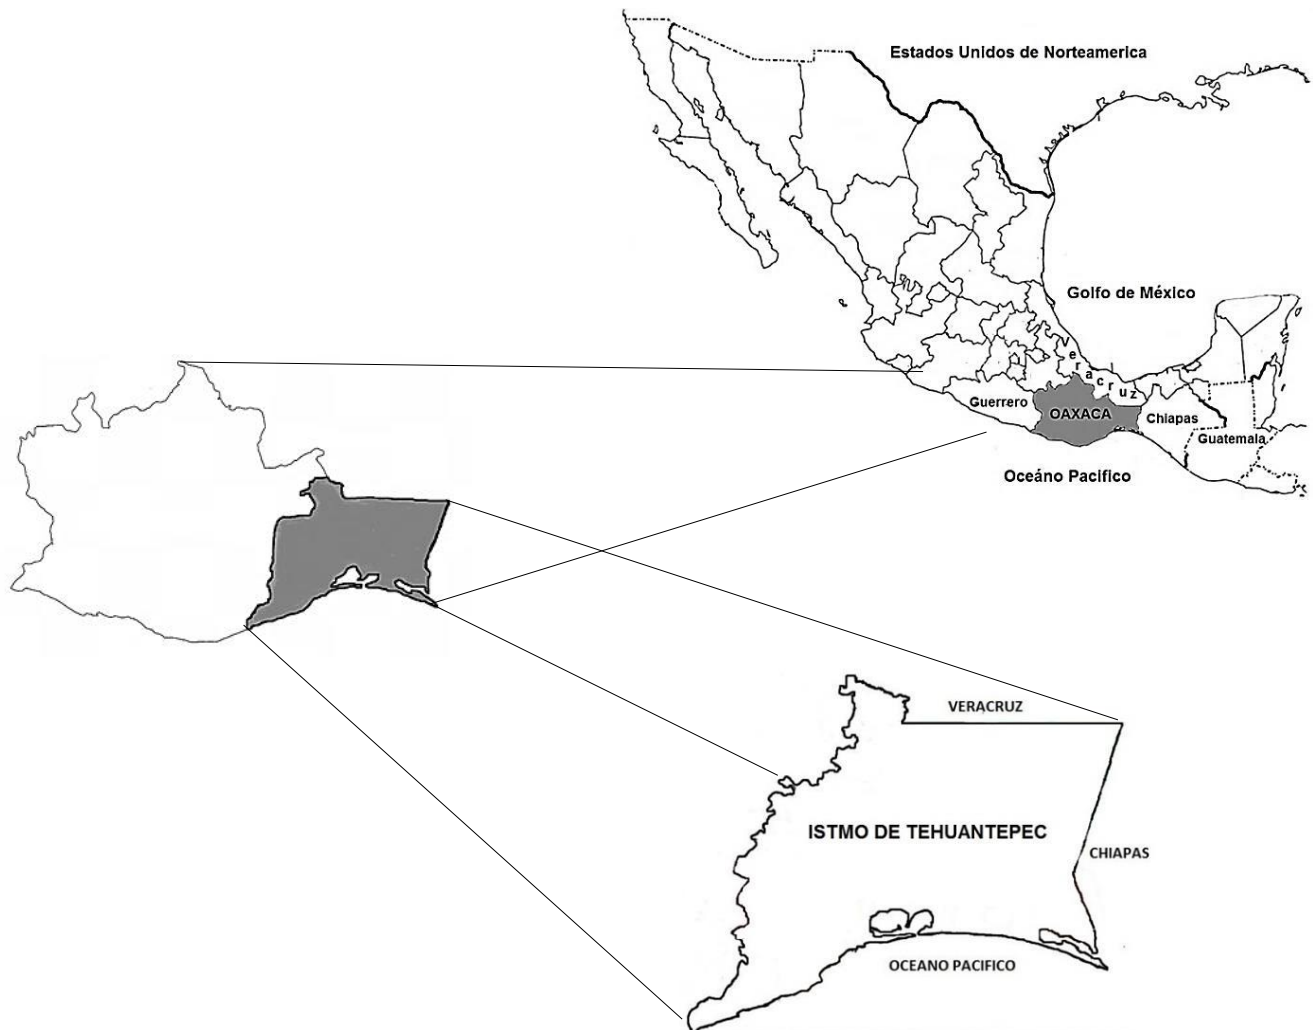 Estados Unidos de Norteamerica
Golfo de México
Veracruz
Guerrero
OAXACA
Chiapas
Guatemala
Oceáno Pacifico
VERACRUZ
ISTMO DE TEHUANTEPEC
CHIAPAS
OCEANO PACIFICO